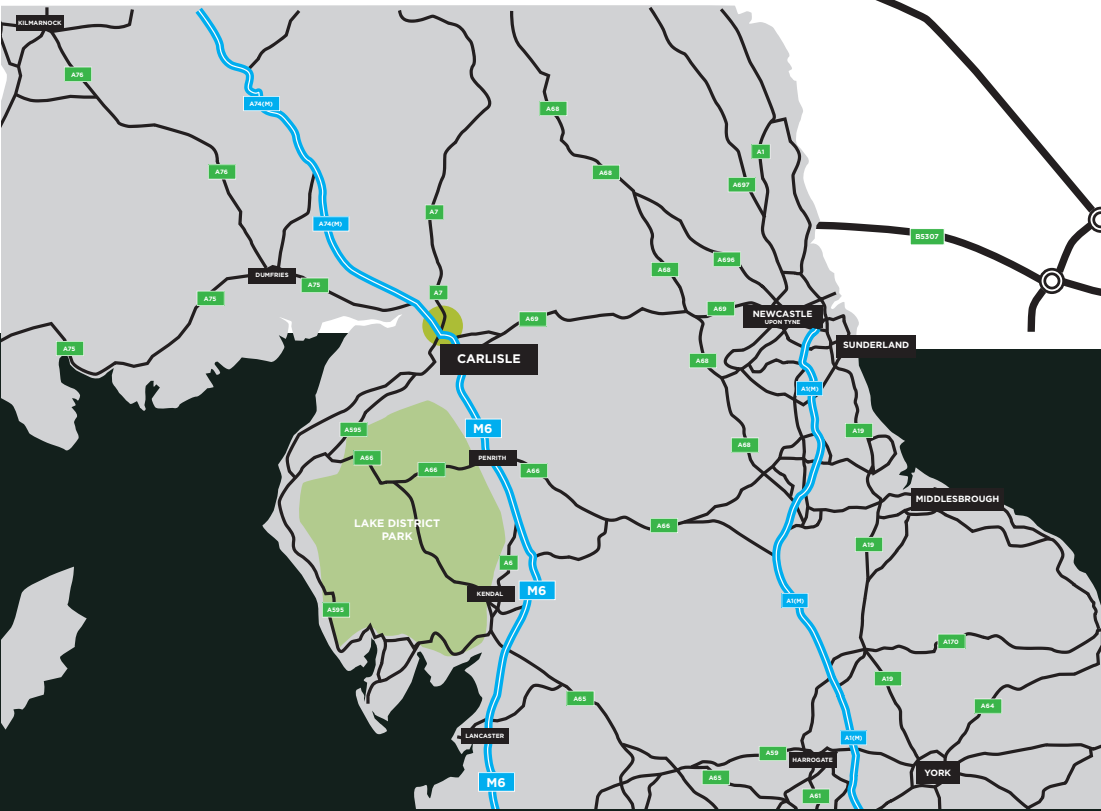 KILMARNOCK
A76
A74(M)
A68
A1
A76
A68
A697
A7
A74(M)
B5307
A696
DUMFRIES
A68
A75
A75
A7
A69
A69
NEWCASTLE
UPON TYNE
SUNDERLAND
A75
CARLISLE
A68
A1(M)
A595
M6
A19
A68
A66
PENRITH
A66
A66
MIDDLESBROUGH
LAKE DISTRICT
PARK
A66
A19
A6
KENDAL
M6
A1(M)
A595
A170
A19
A65
A64
LANCASTER
A1(M)
A59
HARROGATE
YORK
M6
A65
A61